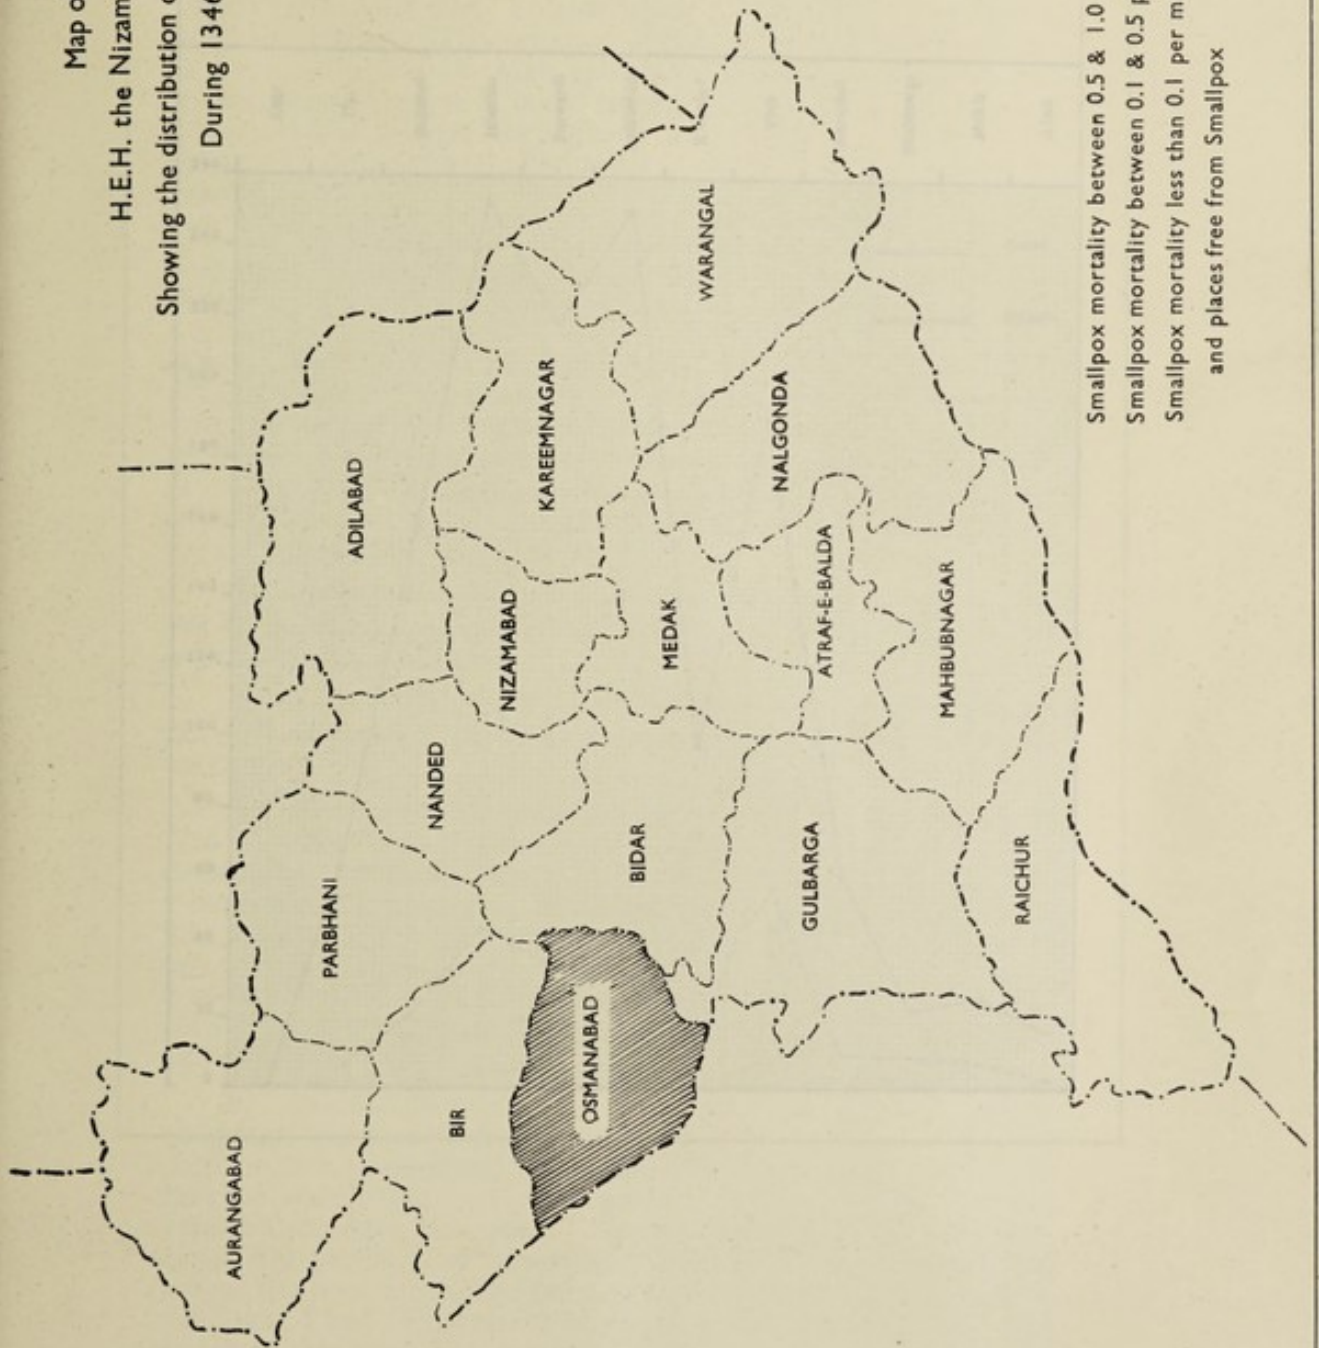 Map o
H.E.H. the Nizam
Showing the distribution
During 1346
ADILABAD
WARANGAL
KAREEMNAGAR
NALGONDA
NIZAMABAD
MEDAK
ATRAF-E-BALDA
MAHBUBNAGAR
NANDED
PARBHANI
BIDAR
GULBARGA
RAICHUR
AURANGABAD
BIR
OSMANABAD
Smallpox mortality between 0.5 & 1.0
Smallpox mortality between 0.1 & 0.5 p
Smallpox mortality less than 0.1 per m
and places free from Smallpox